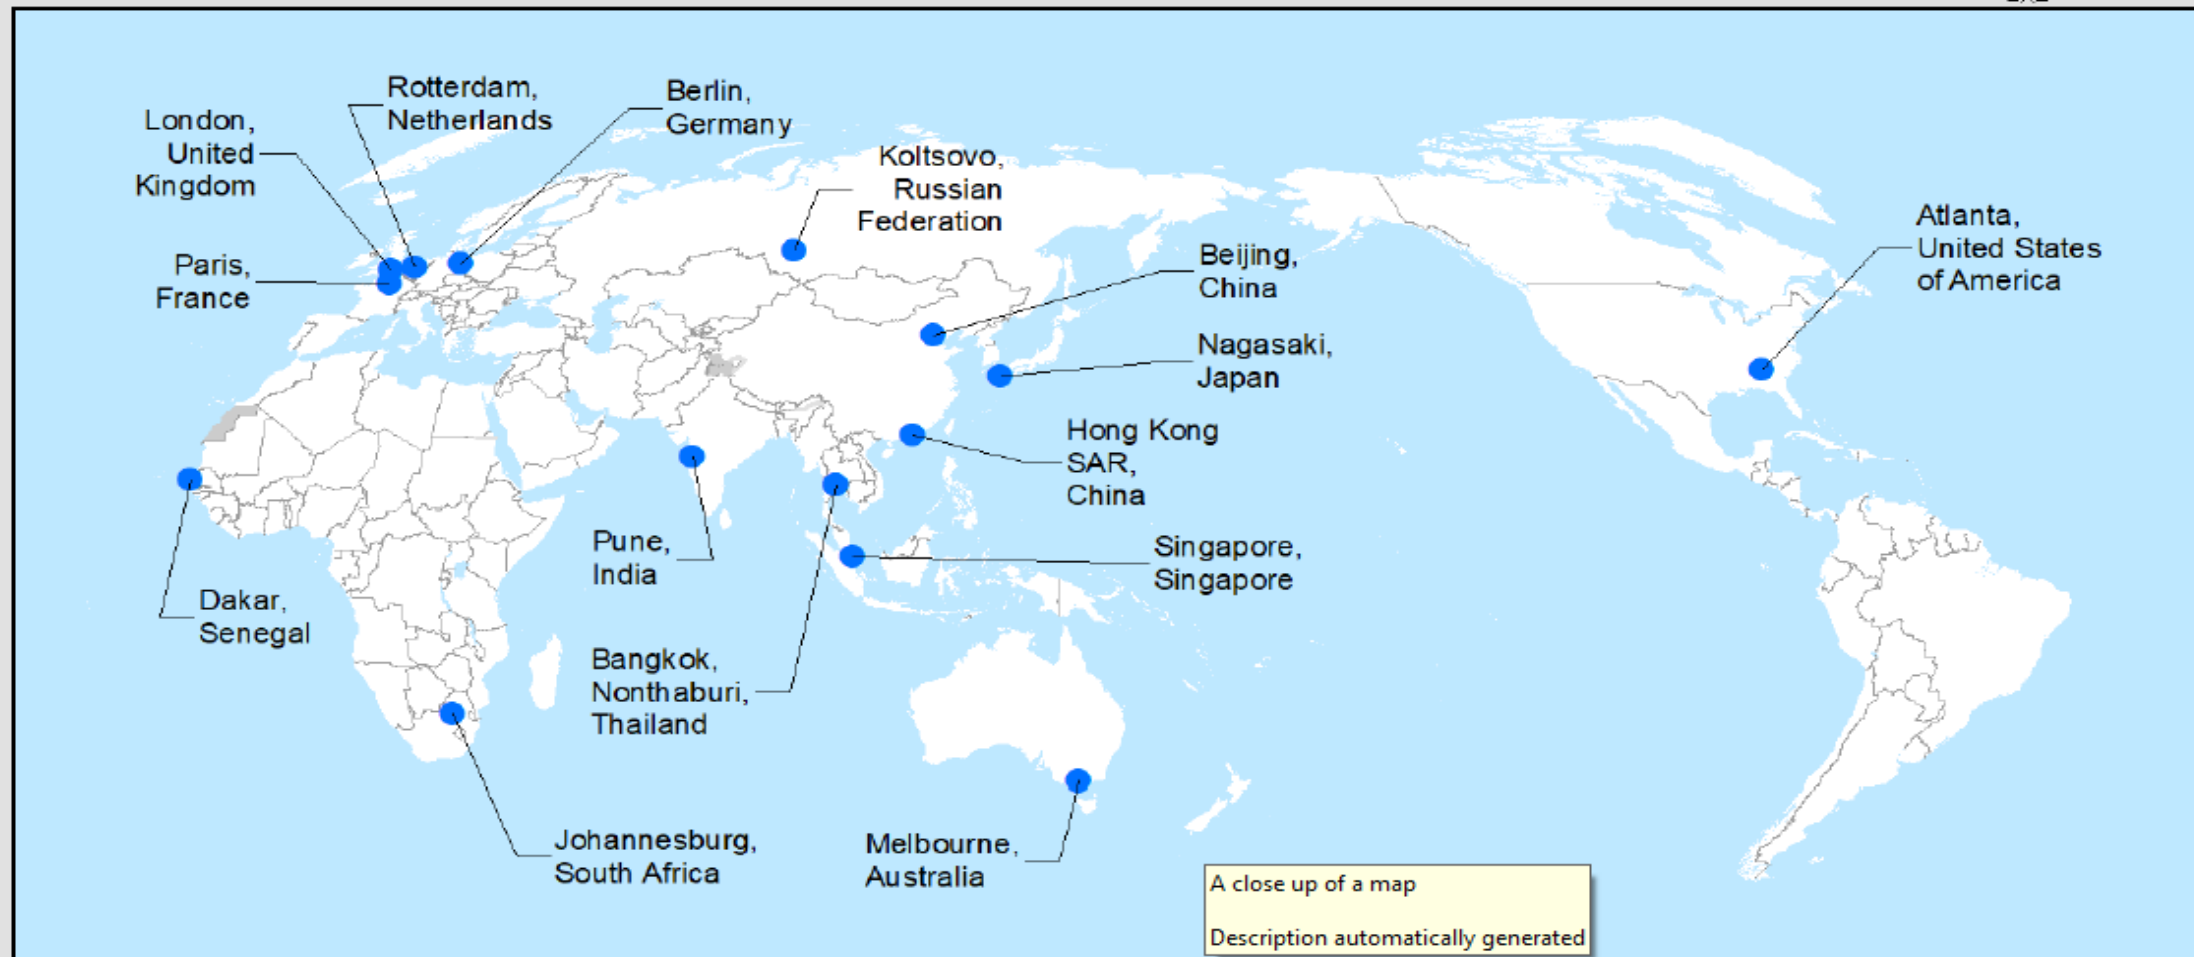 Rotterdam,
Netherlands
Berlin,
Germany
London,
United
Kingdom
Koltsovo,
Russian
Federation
Atlanta,
United States
of America
Paris,
France
Beijing,
China
Nagasaki,
Japan
Hong Kong
SAR,
China
Pune,
India
Singapore,
Singapore
Dakar,
Senegal
Bangkok,
Nonthaburi,
Thailand
Johannesburg,
South Africa
Melbourne,
Australia
A close up of a map
Description automatically generated